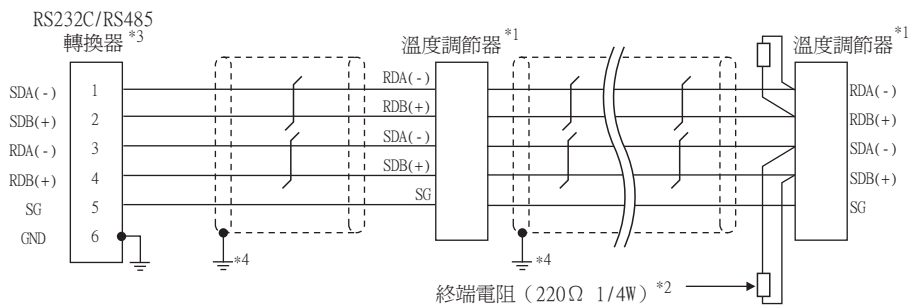 RS232C/RS485
轉換器 *3
溫度調節器 *1
溫度調節器 *1
SDA(-) 1 RDA(-) RDA(-)
SDB(+) 2 RDB(+) RDB(+)
RDA(-) 3 SDA(-) SDA(-)
RDB(+) 4 SDB(+) SDB(+)
SG 5 SG SG
GND 6
*4 *4
終端電阻（220Ω 1/4W）*2